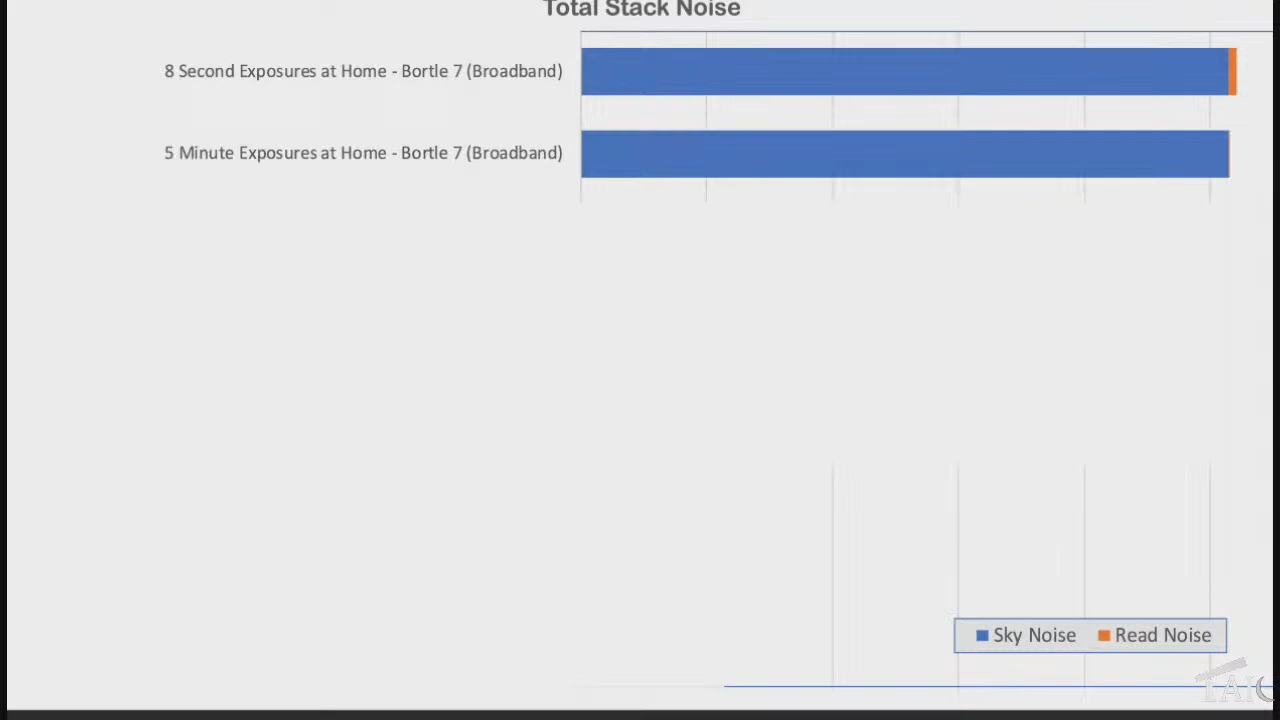 Total Stack Noise
8 Second Exposures at Home - Bortle 7 (Broadband)
5 Minute Exposures at Home - Bortle 7 (Broadband)
Sky Noise
Read Noise
TAIC